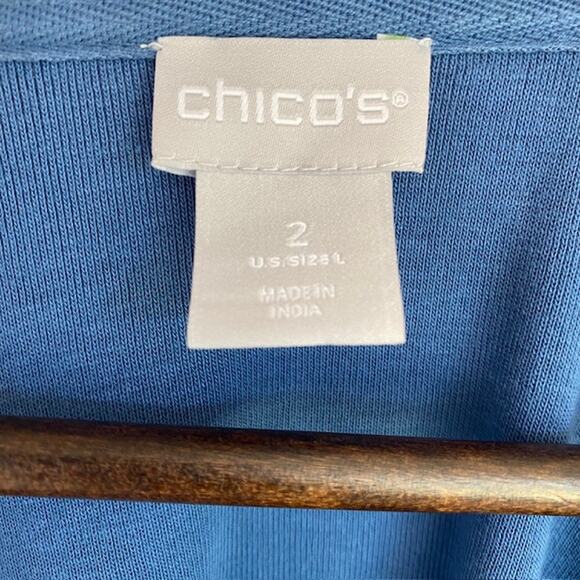 chico's®
2
U.S. SIZE L
MADE IN
INDIA